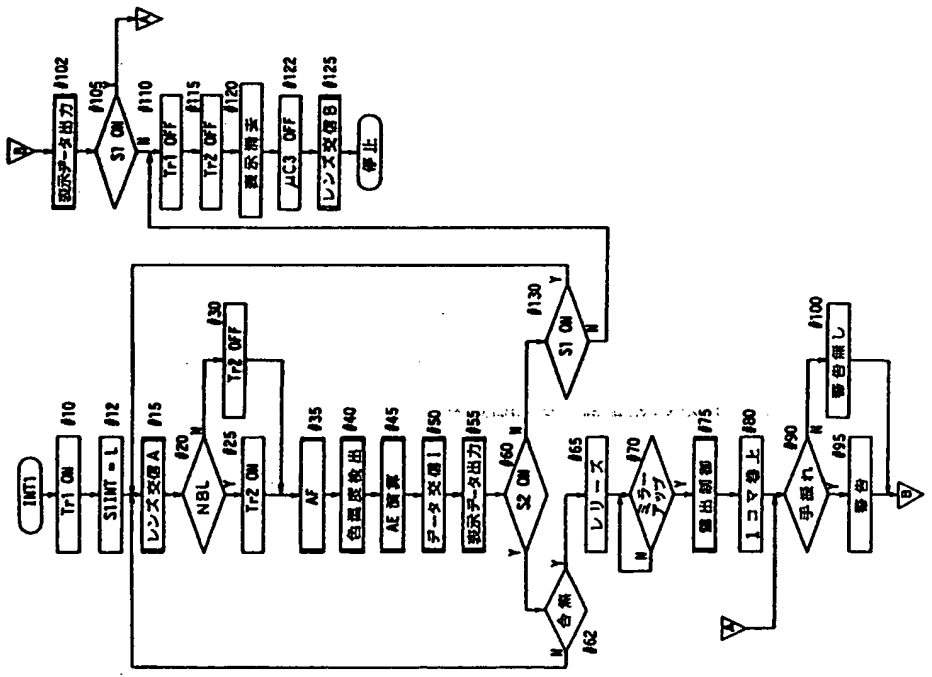 INT1
Tr1 ON #10
S1INT=L #12
レンズ交信A #15
NBL #20
Y
N
Tr2 ON #25
Tr2 OFF #30
AF #35
色温度検出 #40
AE演算 #45
データ交信I #50
表示データ出力 #55
S2 ON #60
Y
N
合焦 #62
N
Y
S1 ON #130
Y
N
レリーズ #65
ミラーアップ #70
N
Y
露出制御 #75
1コマ巻上 #80
A
手振れ #90
Y
N
警告 #95
警告無し #100
B
B
表示データ出力 #102
S1 ON #105
Y
A
N
Tr1 OFF #110
Tr2 OFF #115
表示消去 #120
μC3 OFF #122
レンズ交信B #125
停止